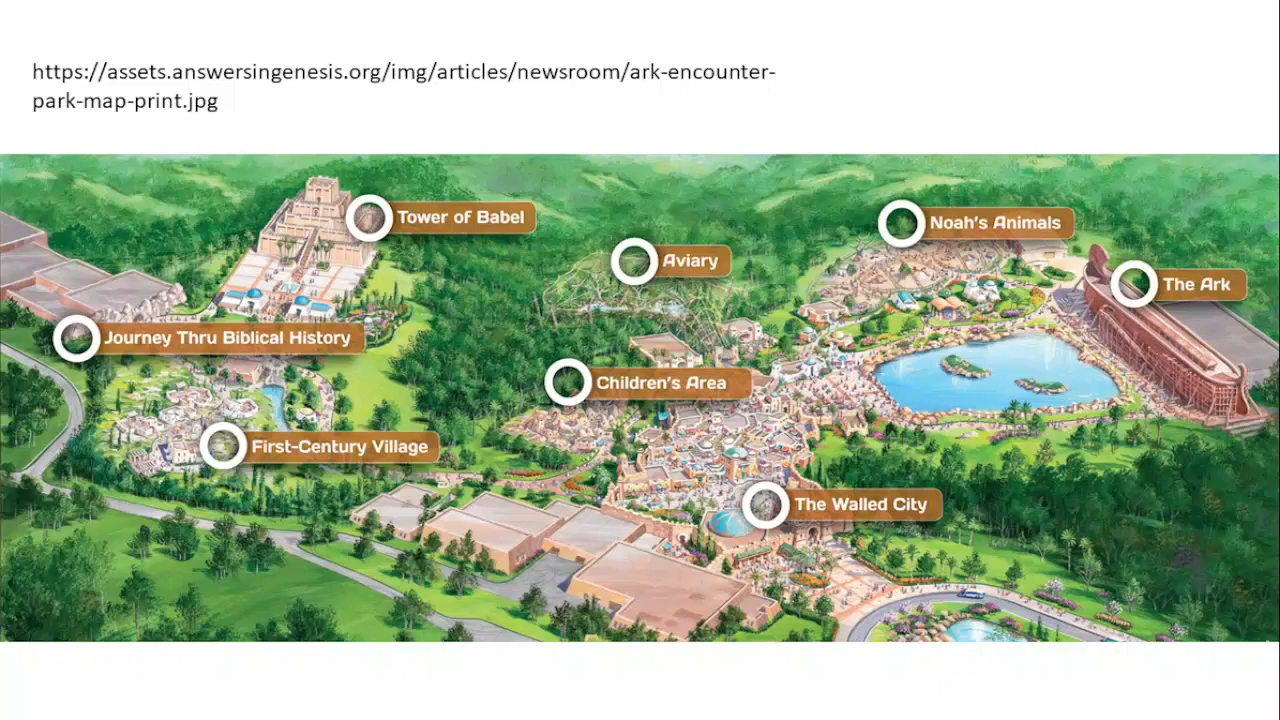 https://assets.answersingenesis.org/img/articles/newsroom/ark-encounter-
park-map-print.jpg
Tower of Babel
Noah's Animals
Aviary
The Ark
Journey Thru Biblical History
Children's Area
First-Century Village
The Walled City